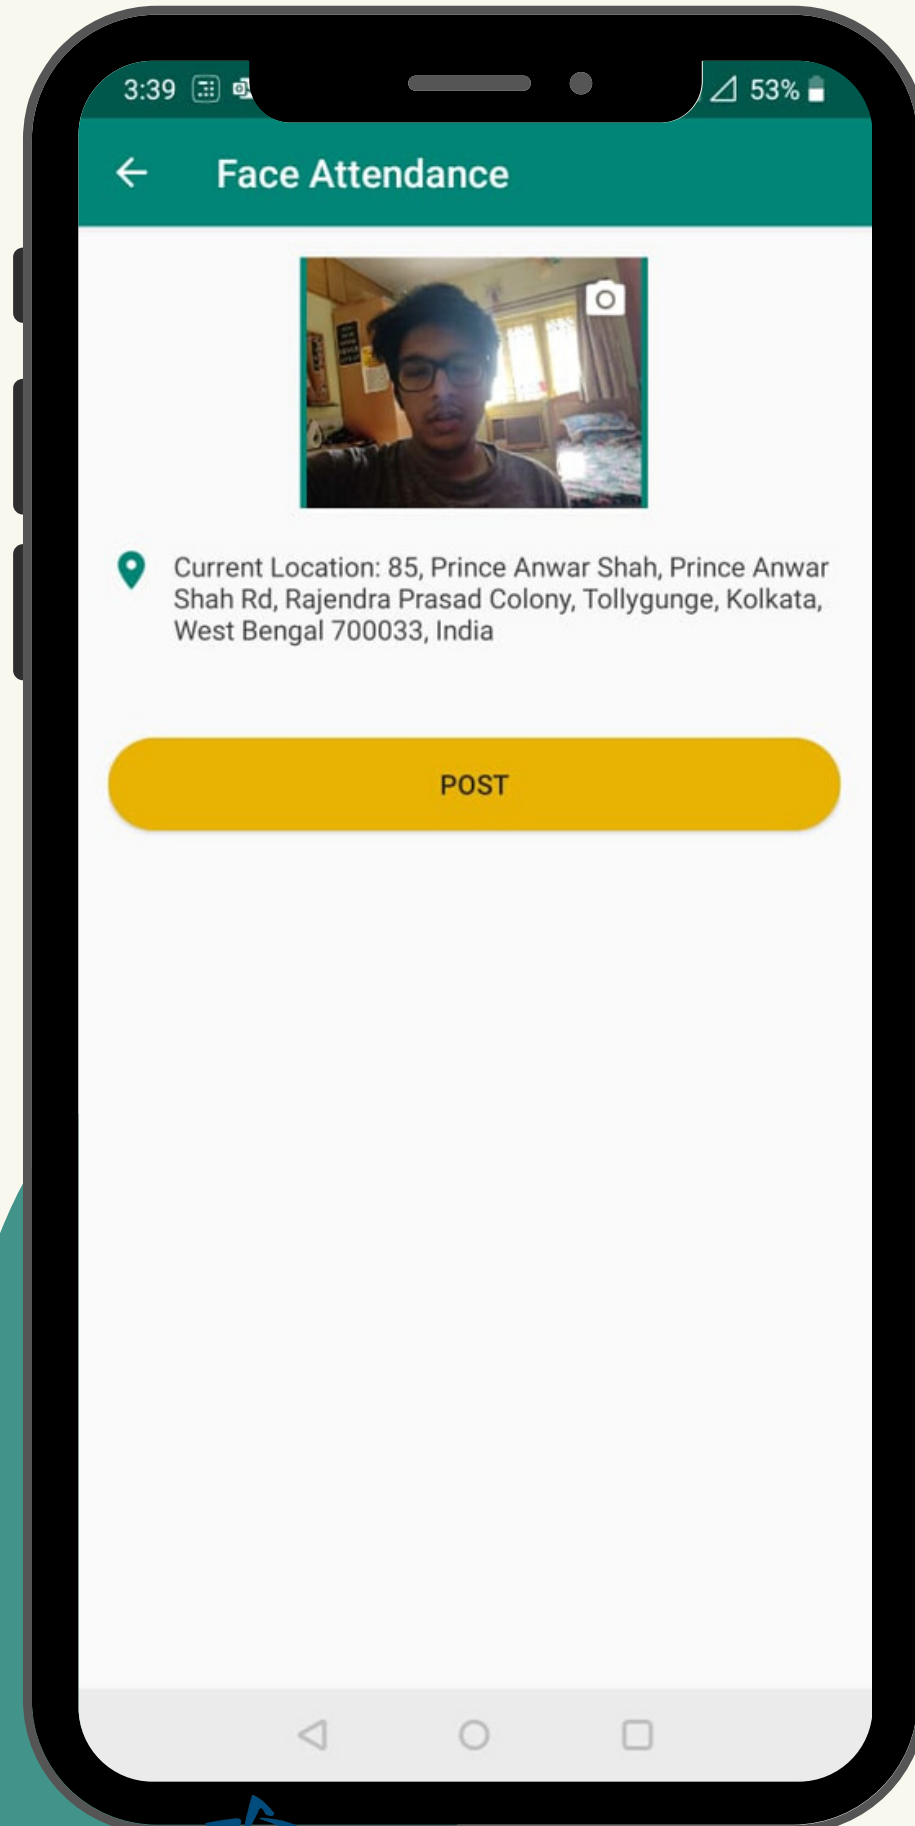 3:39
53%
Face Attendance
Current Location: 85, Prince Anwar Shah, Prince Anwar
Shah Rd, Rajendra Prasad Colony, Tollygunge, Kolkata,
West Bengal 700033, India
POST